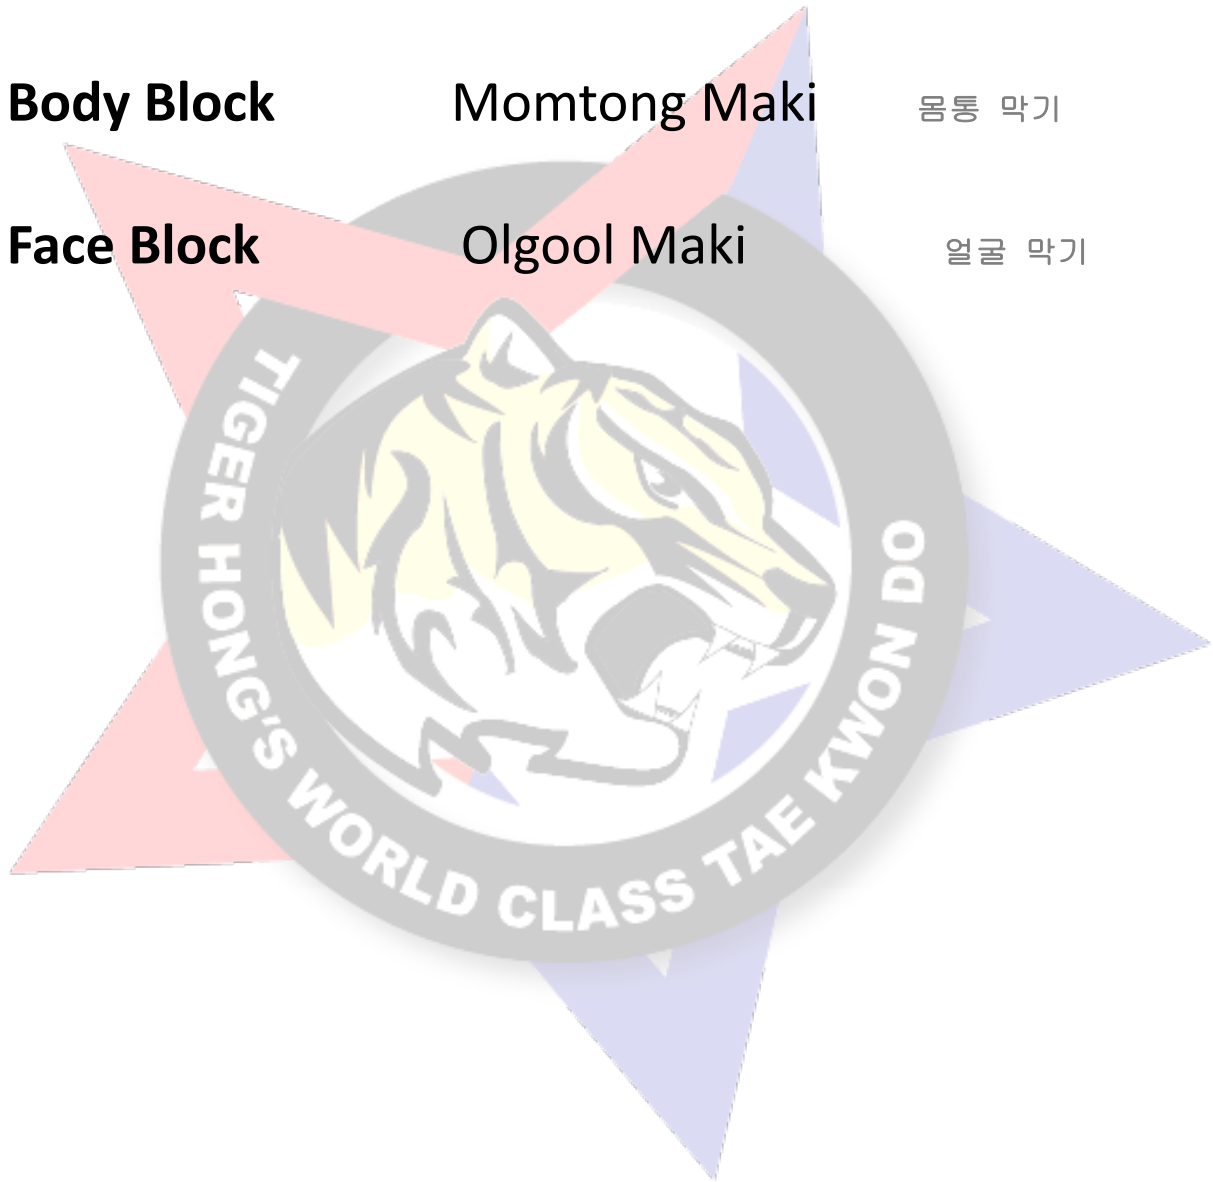 Body Block Momtong Maki 몸통 막기
Face Block Olgool Maki 얼굴 막기
TIGER HONG'S WORLD CLASS TAE KWON DO